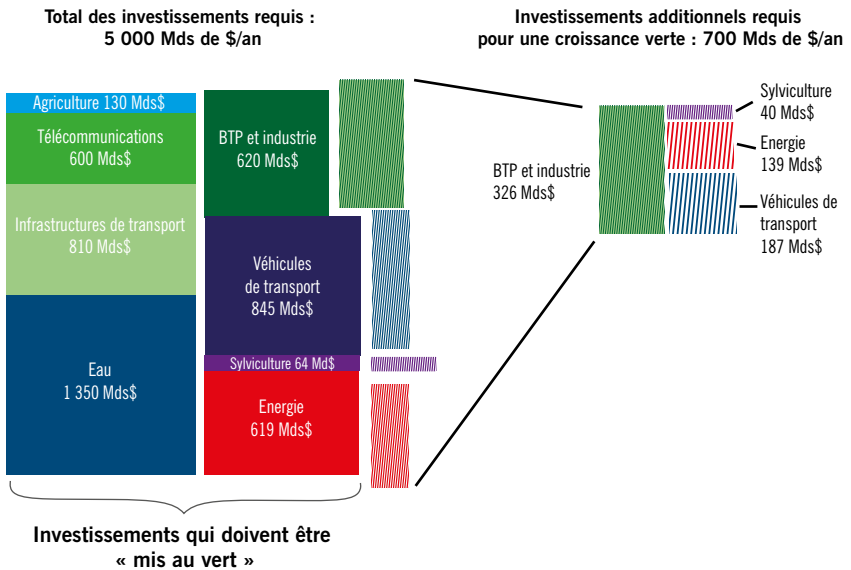 Total des investissements requis :
5 000 Mds de $/an
Investissements additionnels requis
pour une croissance verte : 700 Mds de $/an
Agriculture 130 Mds$
Télécommunications
600 Mds$
Infrastructures de transport
810 Mds$
Eau
1 350 Mds$
BTP et industrie
620 Mds$
Véhicules
de transport
845 Mds$
Sylviculture 64 Md$
Energie
619 Mds$
BTP et industrie
326 Mds$
Sylviculture
40 Mds$
Energie
139 Mds$
Véhicules de
transport
187 Mds$
Investissements qui doivent être
« mis au vert »